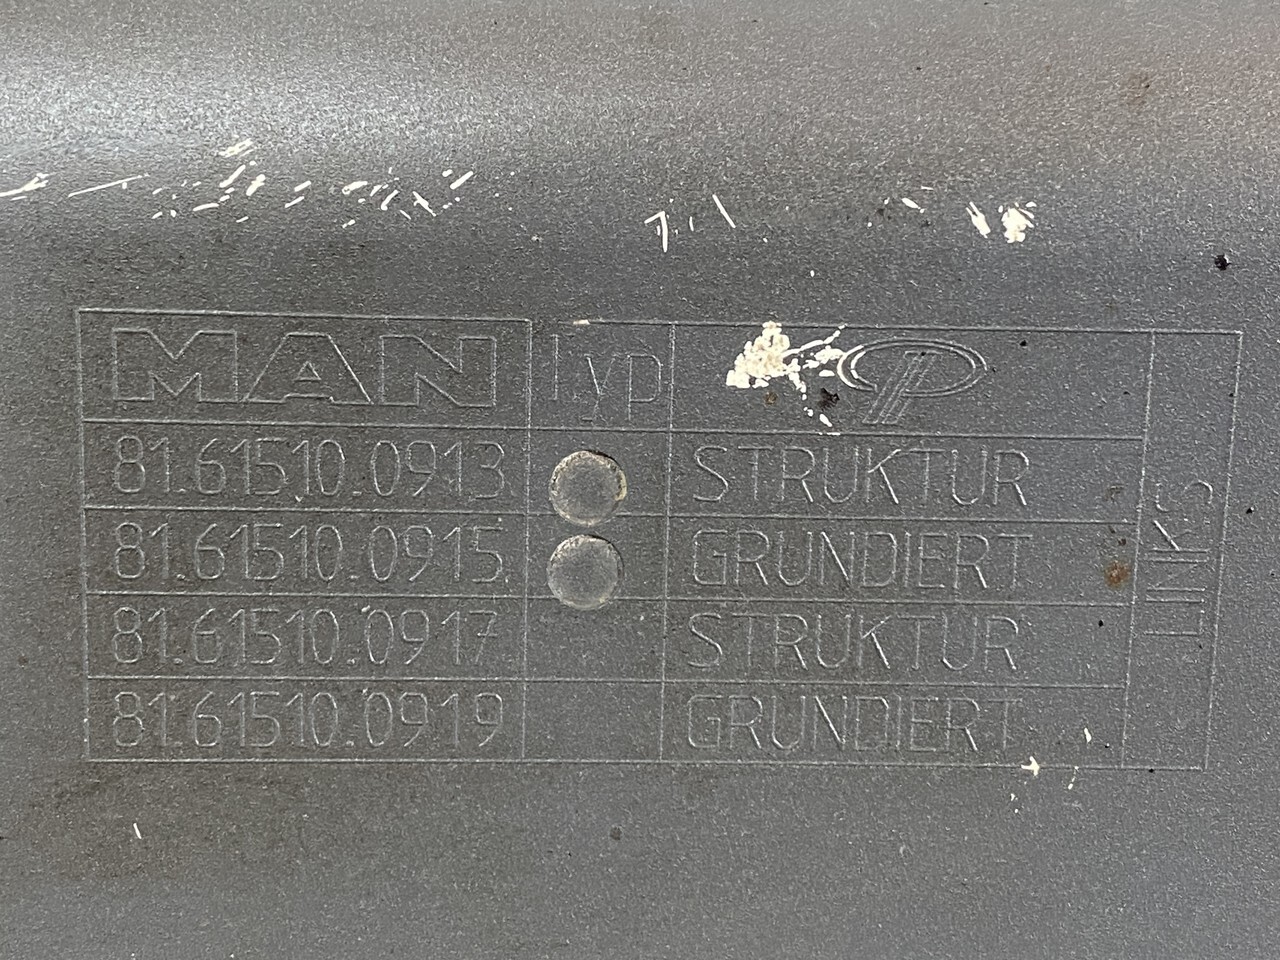 MAN Typ
81.61510.0913 STRUKTUR
81.61510.0915 GRUNDIERT
81.61510.0917 STRUKTUR
81.61510.0919 GRUNDIERT
LINKS